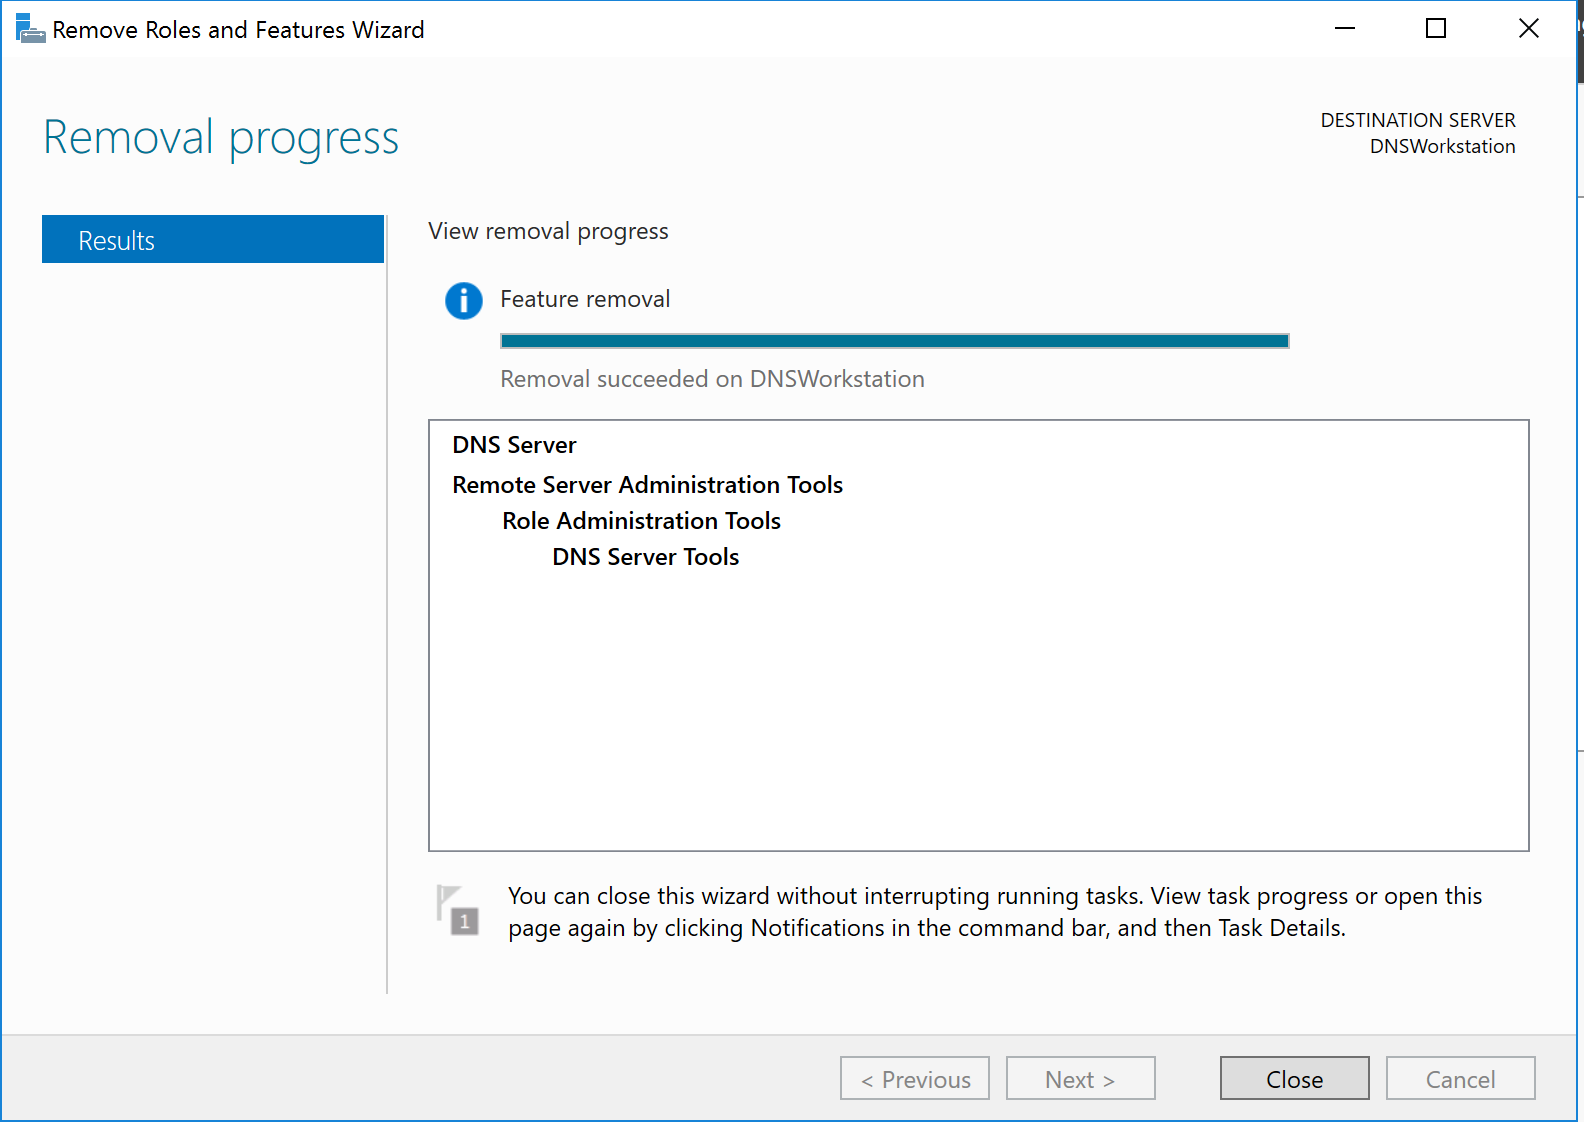 Remove Roles and Features Wizard
Removal progress
DESTINATION SERVER
DNSWorkstation
Results
View removal progress
Feature removal
Removal succeeded on DNSWorkstation
DNS Server
Remote Server Administration Tools
Role Administration Tools
DNS Server Tools
1
You can close this wizard without interrupting running tasks. View task progress or open this
page again by clicking Notifications in the command bar, and then Task Details.
< Previous
Next >
Close
Cancel